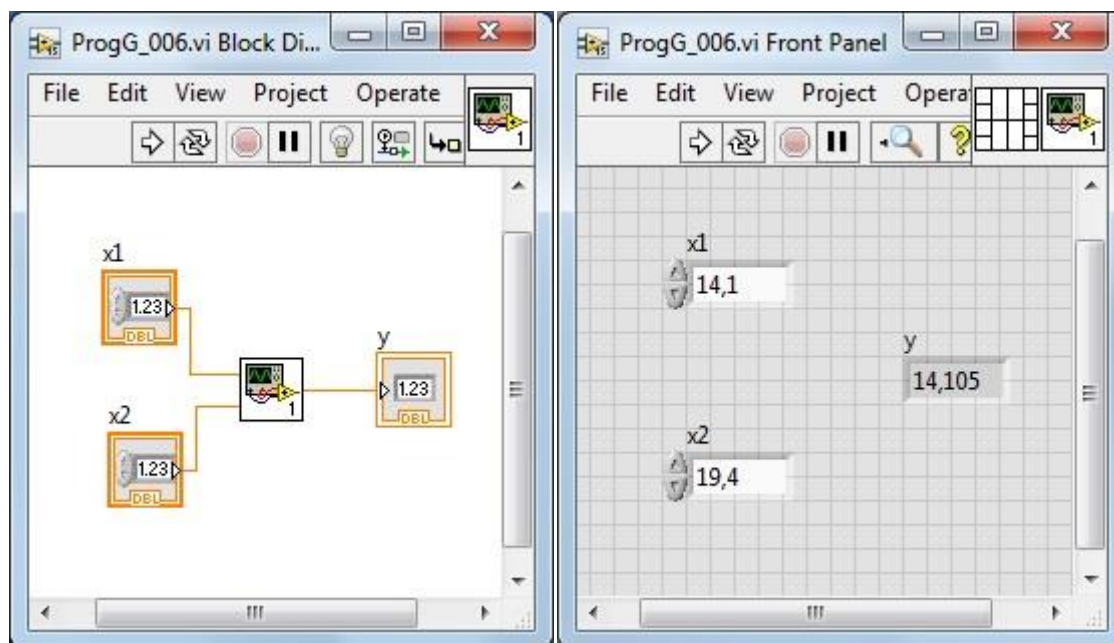 ProgG_006.vi Block Di...
File Edit View Project Operate
1
x1
1.23
DBL
y
1
1.23
DBL
x2
1.23
DBL
ProgG_006.vi Front Panel
File Edit View Project Opera
?
1
x1
14,1
y
14,105
x2
19,4